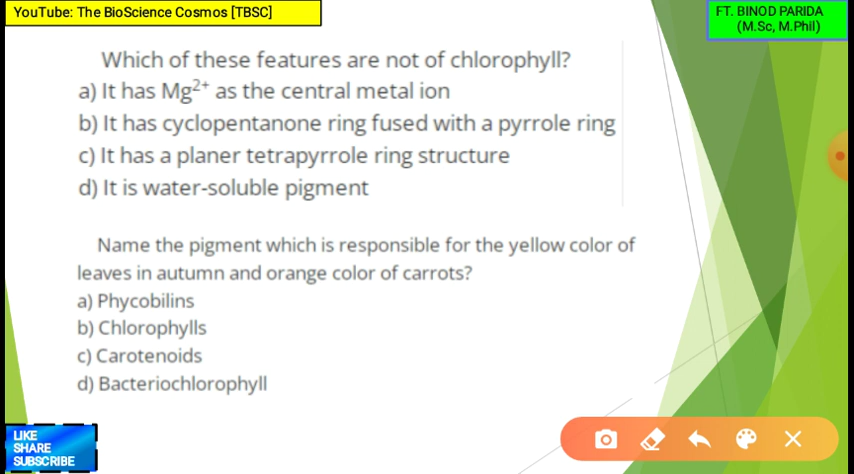 YouTube: The BioScience Cosmos [TBSC]
FT. BINOD PARIDA
(M.Sc, M.Phil)
Which of these features are not of chlorophyll?
a) It has Mg²⁺ as the central metal ion
b) It has cyclopentanone ring fused with a pyrrole ring
c) It has a planer tetrapyrrole ring structure
d) It is water-soluble pigment
Name the pigment which is responsible for the yellow color of
leaves in autumn and orange color of carrots?
a) Phycobilins
b) Chlorophylls
c) Carotenoids
d) Bacteriochlorophyll
LIKE
SHARE
SUBSCRIBE